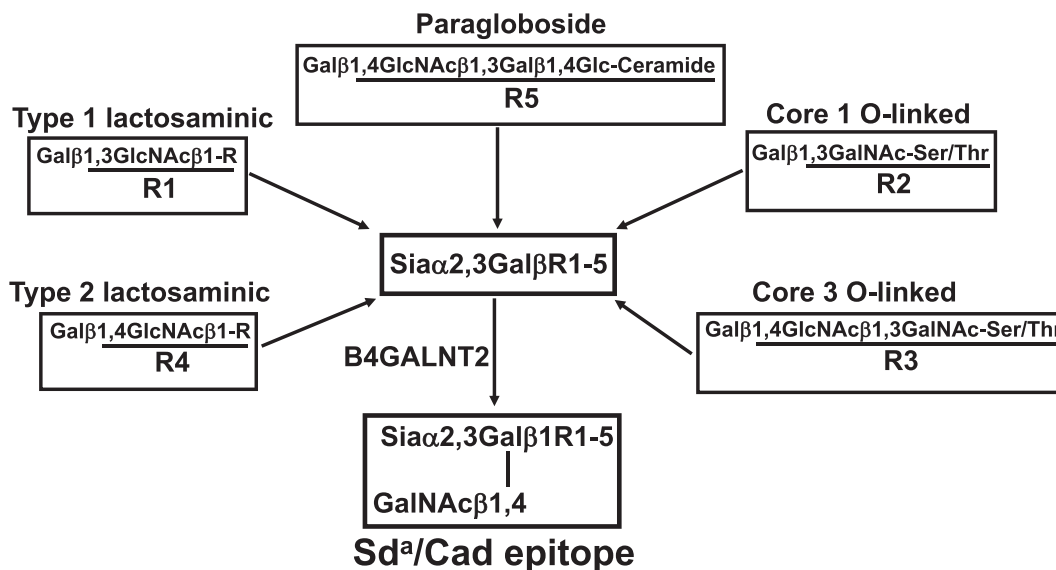 Paragloboside
Galβ1,4GlcNAcβ1,3Galβ1,4Glc-Ceramide
R5
Type 1 lactosaminic
Galβ1,3GlcNAcβ1-R
R1
Core 1 O-linked
Galβ1,3GalNAc-Ser/Thr
R2
Siaα2,3GalβR1-5
Type 2 lactosaminic
Galβ1,4GlcNAcβ1-R
R4
Core 3 O-linked
Galβ1,4GlcNAcβ1,3GalNAc-Ser/Thr
R3
B4GALNT2
Siaα2,3Galβ1R1-5
GalNAcβ1,4
Sdᵃ/Cad epitope